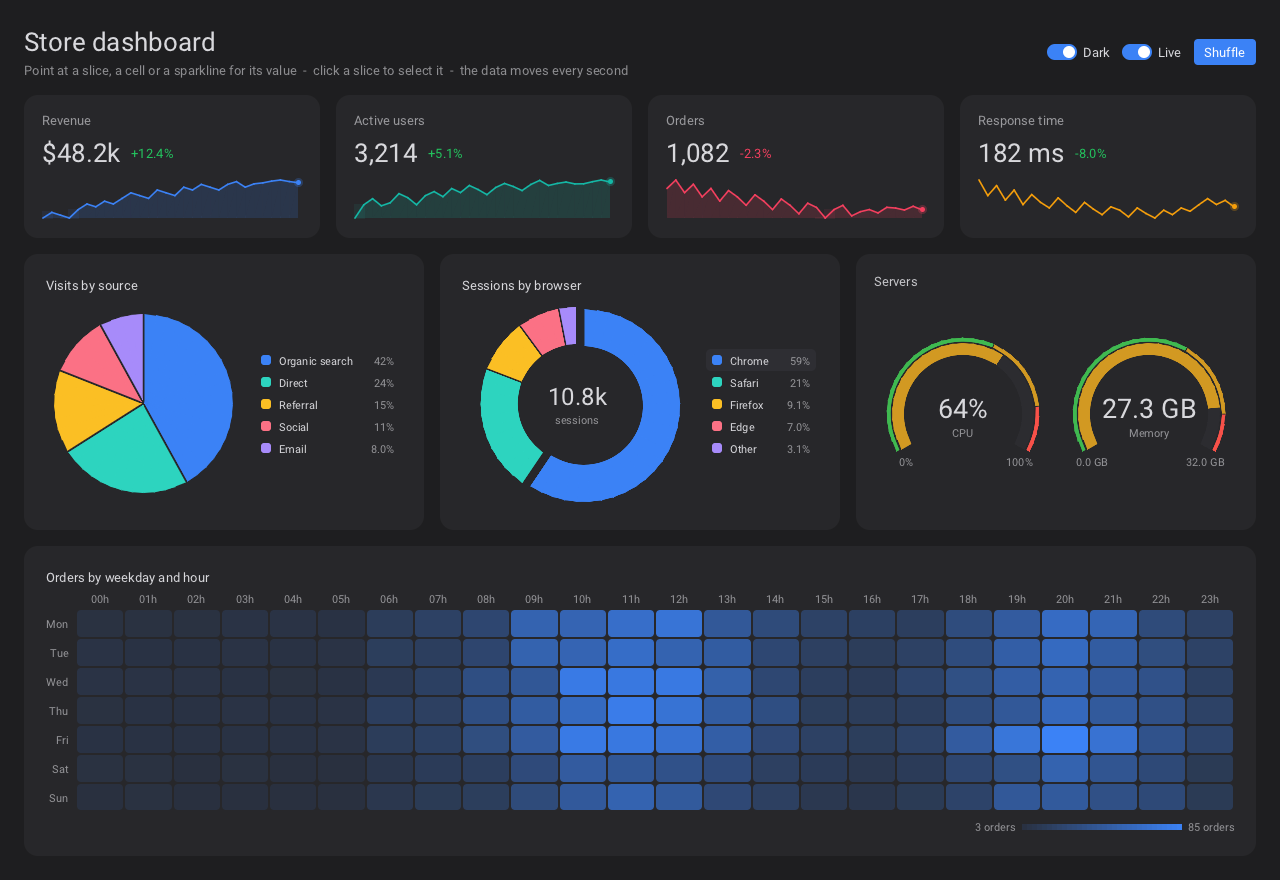 Store dashboard
Point at a slice, a cell or a sparkline for its value - click a slice to select it - the data moves every second
Dark Live Shuffle
Revenue
$48.2k +12.4%
Active users
3,214 +5.1%
Orders
1,082 -2.3%
Response time
182 ms -8.0%
Visits by source
Organic search 42%
Direct 24%
Referral 15%
Social 11%
Email 8.0%
Sessions by browser
10.8k
sessions
Chrome 59%
Safari 21%
Firefox 9.1%
Edge 7.0%
Other 3.1%
Servers
64%
CPU
0% 100%
27.3 GB
Memory
0.0 GB 32.0 GB
Orders by weekday and hour
00h 01h 02h 03h 04h 05h 06h 07h 08h 09h 10h 11h 12h 13h 14h 15h 16h 17h 18h 19h 20h 21h 22h 23h
Mon
Tue
Wed
Thu
Fri
Sat
Sun
3 orders 85 orders